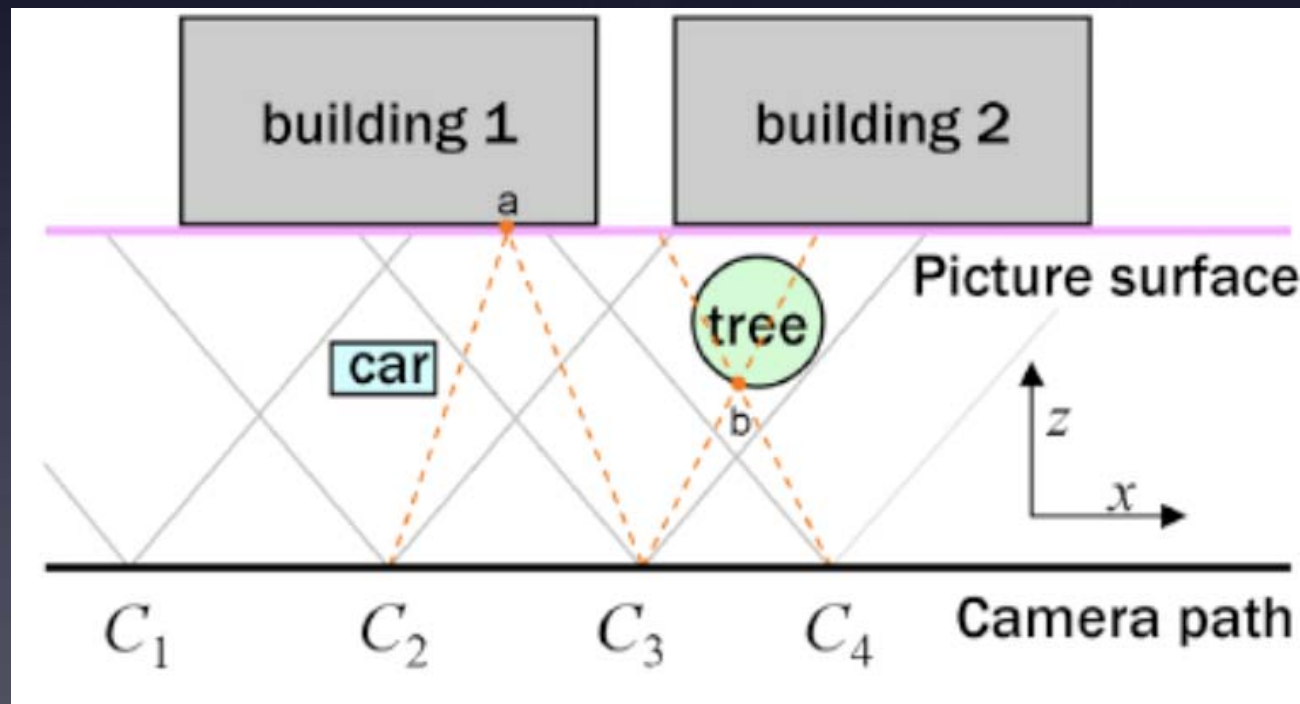 building 1
building 2
a
Picture surface
tree
car
b
z
x
C1 C2 C3 C4
Camera path